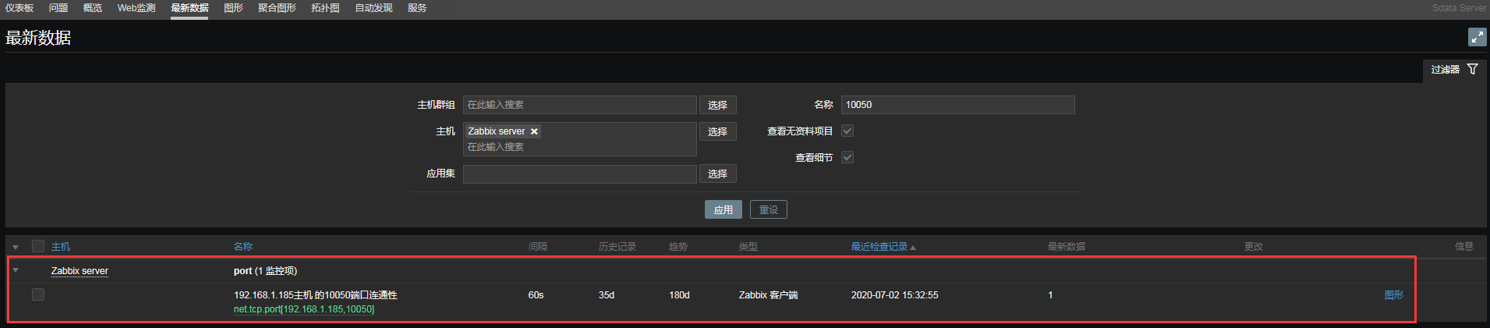 仪表板 问题 概览 Web监测 最新数据 图形 聚合图形 拓扑图 自动发现 服务 Sdata Server
最新数据
过滤器
主机群组 在此输入搜索 选择 名称 10050
主机 Zabbix server 选择 查看无资料项目
在此输入搜索
查看细节
应用集 选择
应用 重设
主机 名称 间隔 历史记录 趋势 类型 最近检查记录 最新数据 更改 信息
Zabbix server port (1 监控项)
192.168.1.185主机 的10050端口连通性 60s 35d 180d Zabbix 客户端 2020-07-02 15:32:55 1 图形
net.tcp.port[192.168.1.185,10050]